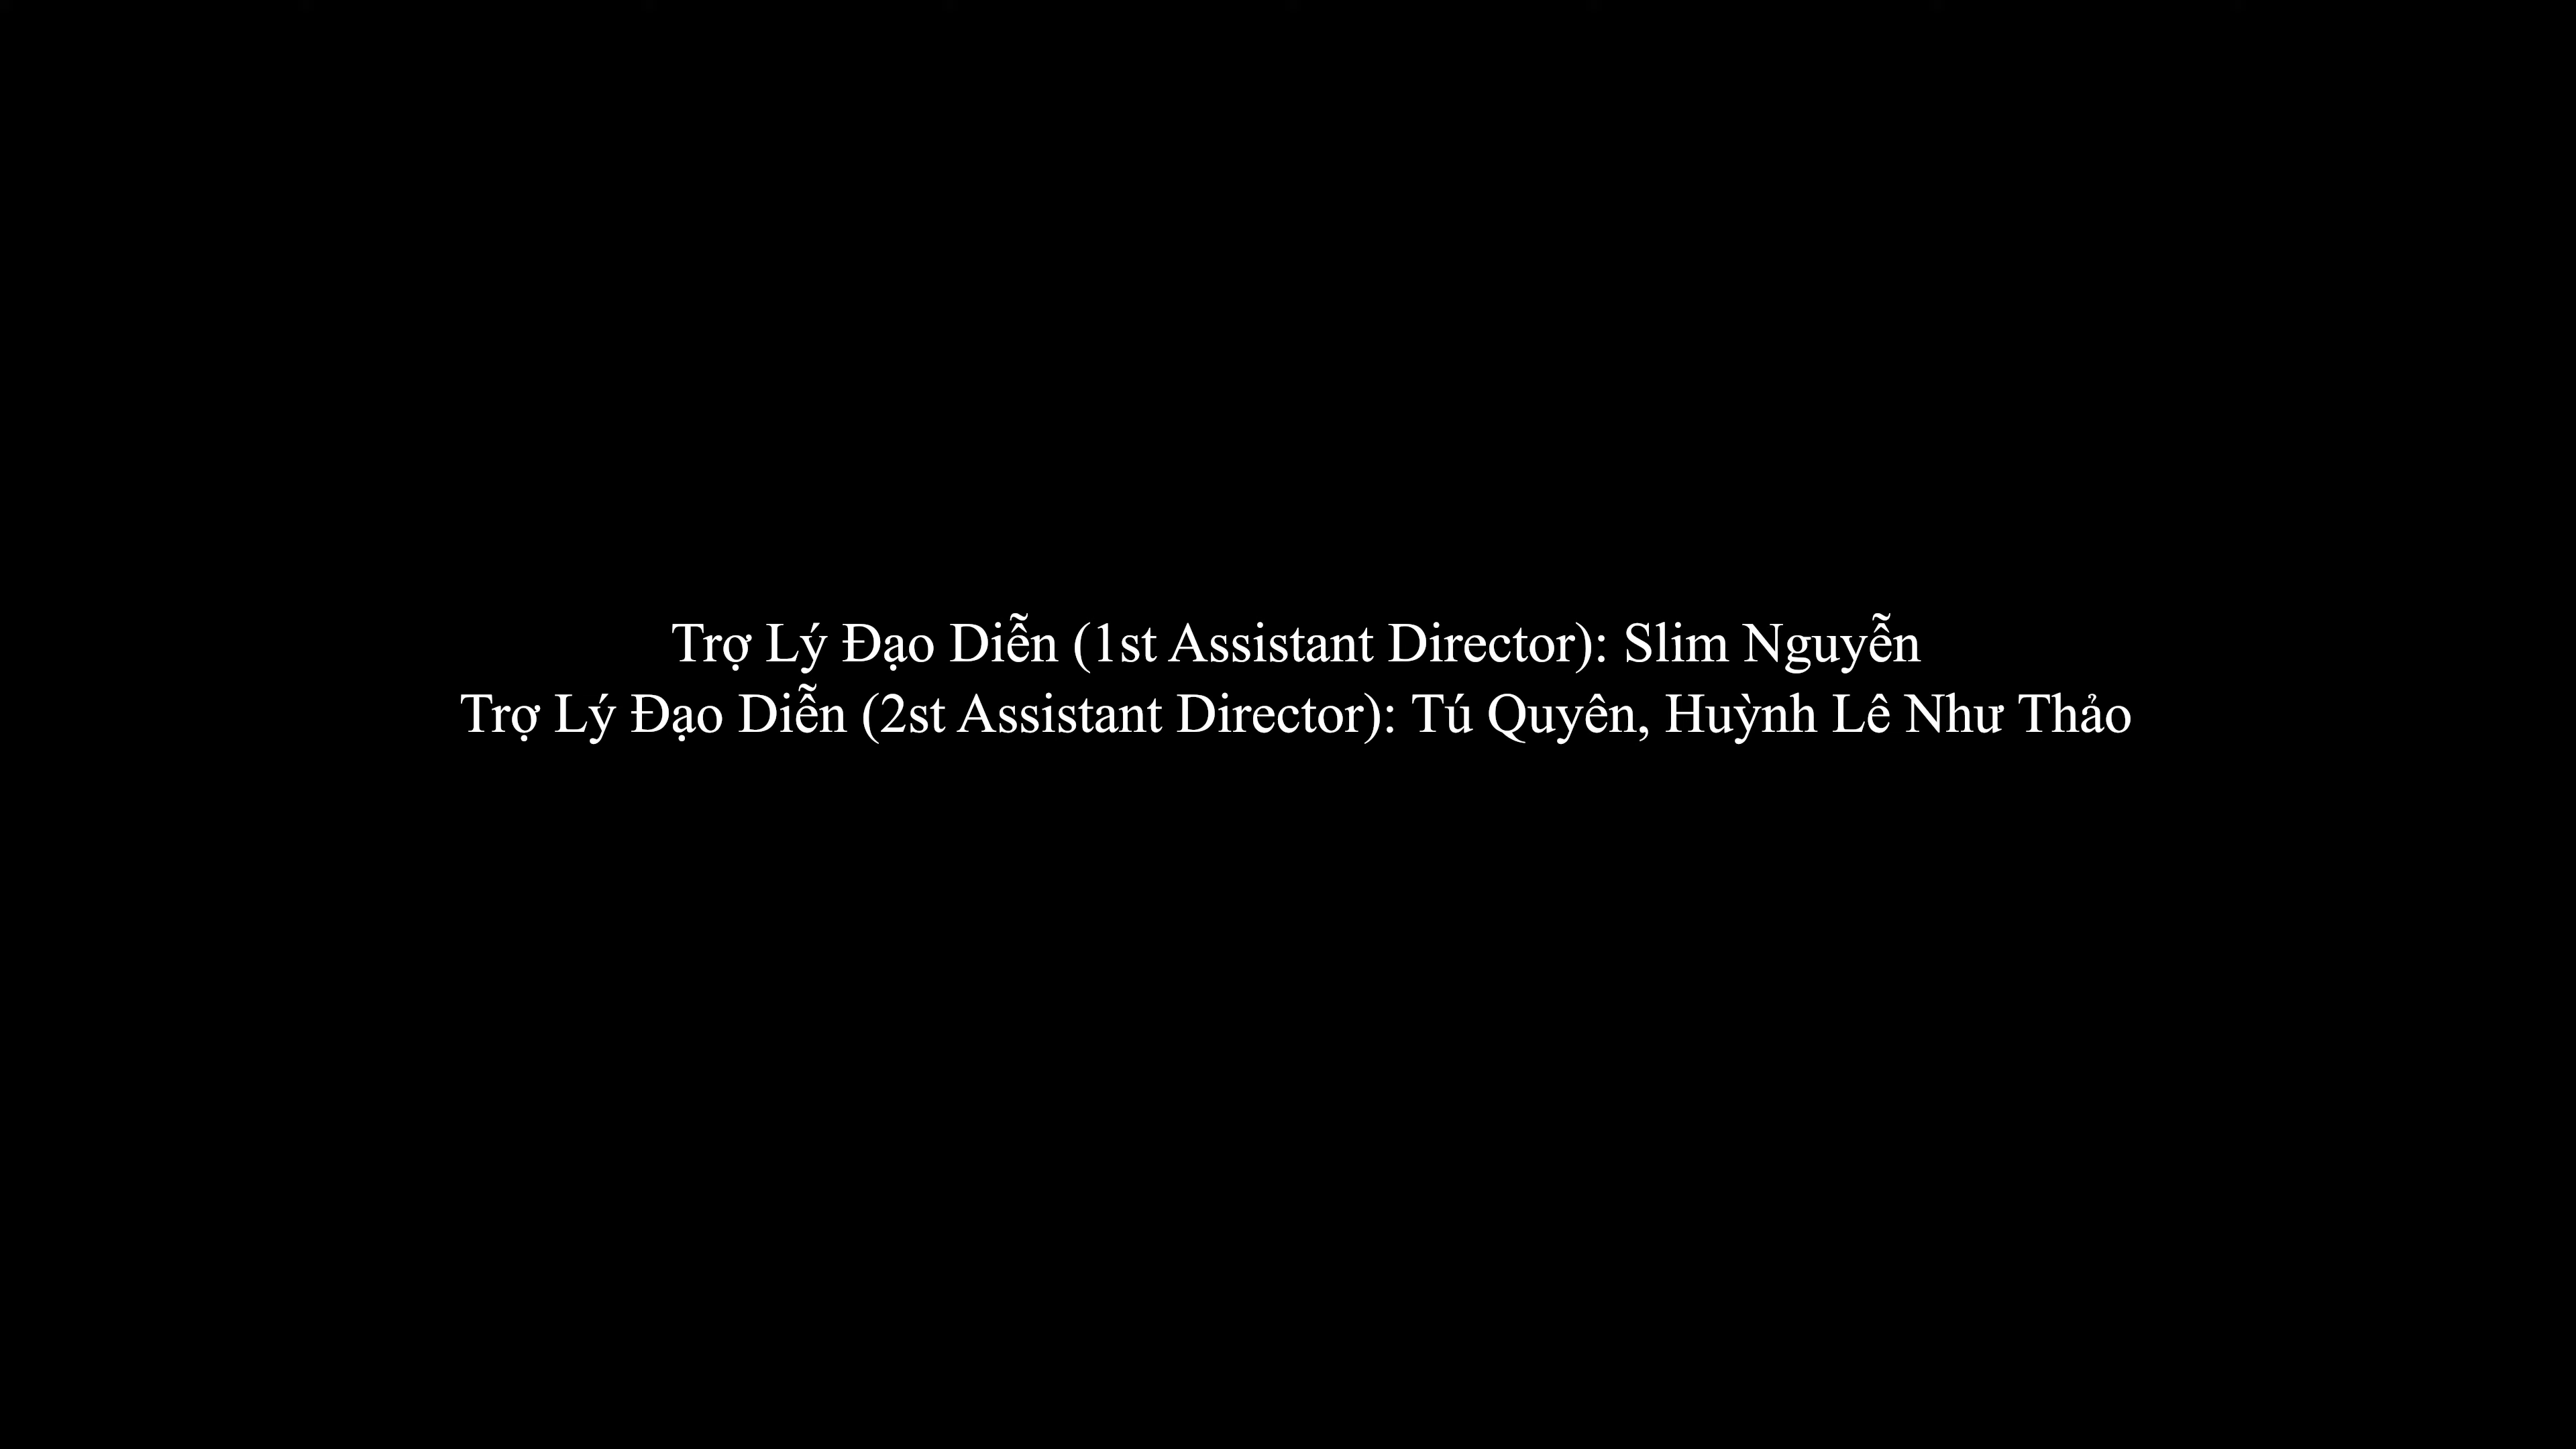 Trợ Lý Đạo Diễn (1st Assistant Director): Slim Nguyễn
Trợ Lý Đạo Diễn (2st Assistant Director): Tú Quyên, Huỳnh Lê Như Thảo